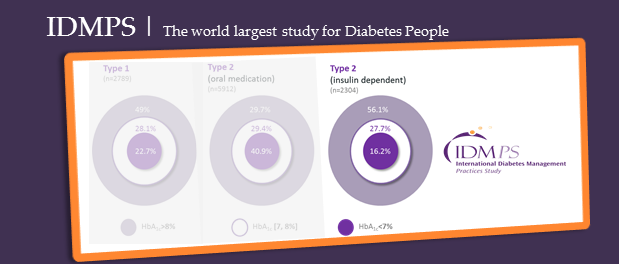 IDMPS | The world largest study for Diabetes People
Type 1
(n=2789)
49%
28.1%
22.7%
Type 2
(oral medication)
(n=5912)
29.7%
29.4%
40.9%
Type 2
(insulin dependent)
(n=2304)
56.1%
27.7%
16.2%
IDMPS
International Diabetes Management
Practices Study
HbA1c>8%
HbA1c [7, 8%]
HbA1c<7%